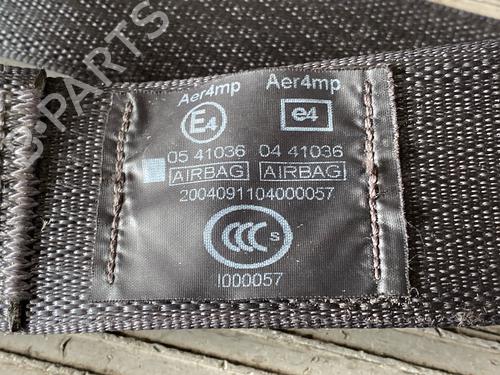 B-PARTS
Aer4mp Aer4mp
E4 e4
05 41036 04 41036
AIRBAG AIRBAG
2004091104000057
CCC S
I000057